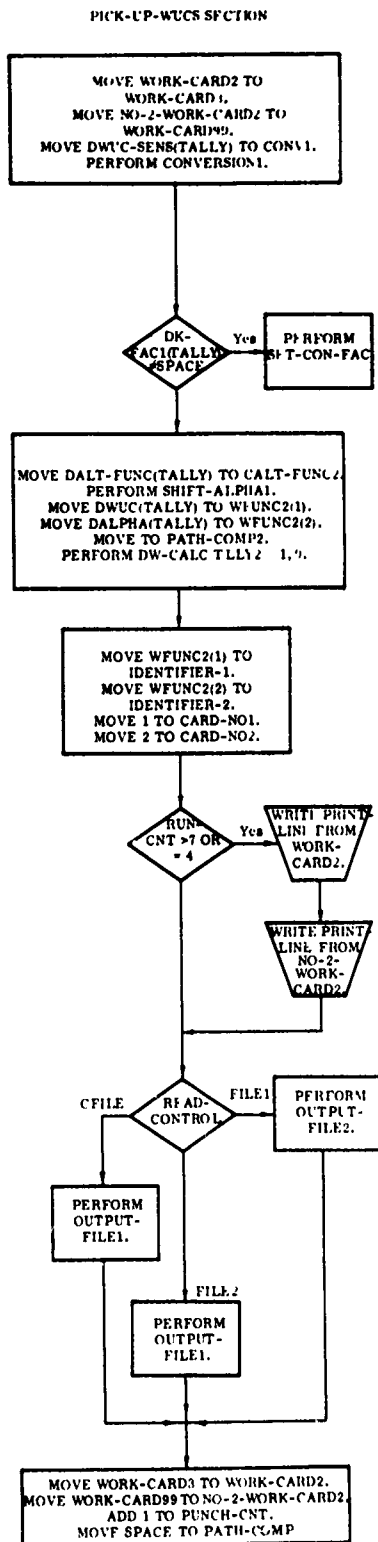 PICK-UP-WUCS SECTION
MOVE WORK-CARD2 TO
WORK-CARD3.
MOVE NO-2-WORK-CARD2 TO
WORK-CARD99.
MOVE DWUC-SENS(TALLY) TO CONV1.
PERFORM CONVERSION1.
DK-
FAC1(TALLY)
≠SPACE
Yes
PERFORM
SET-CON-FAC
MOVE DALT-FUNC(TALLY) TO CALT-FUNC2.
PERFORM SHIFT-ALPHA1.
MOVE DWUC(TALLY) TO WFUNC2(1).
MOVE DALPHA(TALLY) TO WFUNC2(2).
MOVE TO PATH-COMP2.
PERFORM DW-CALC TLLY2 1, 9.
MOVE WFUNC2(1) TO
IDENTIFIER-1.
MOVE WFUNC2(2) TO
IDENTIFIER-2.
MOVE 1 TO CARD-NO1.
MOVE 2 TO CARD-NO2.
RUN-
CNT >7 OR
= 4
Yes
WRITE PRINT-
LINE FROM
WORK-
CARD2.
WRITE PRINT-
LINE FROM
NO-2-
WORK-
CARD2.
READ-
CONTROL
CFILE
FILE1
PERFORM
OUTPUT-
FILE2.
PERFORM
OUTPUT-
FILE1.
FILE2
PERFORM
OUTPUT-
FILE1.
MOVE WORK-CARD3 TO WORK-CARD2.
MOVE WORK-CARD99 TO NO-2-WORK-CARD2.
ADD 1 TO PUNCH-CNT.
MOVE SPACE TO PATH-COMP